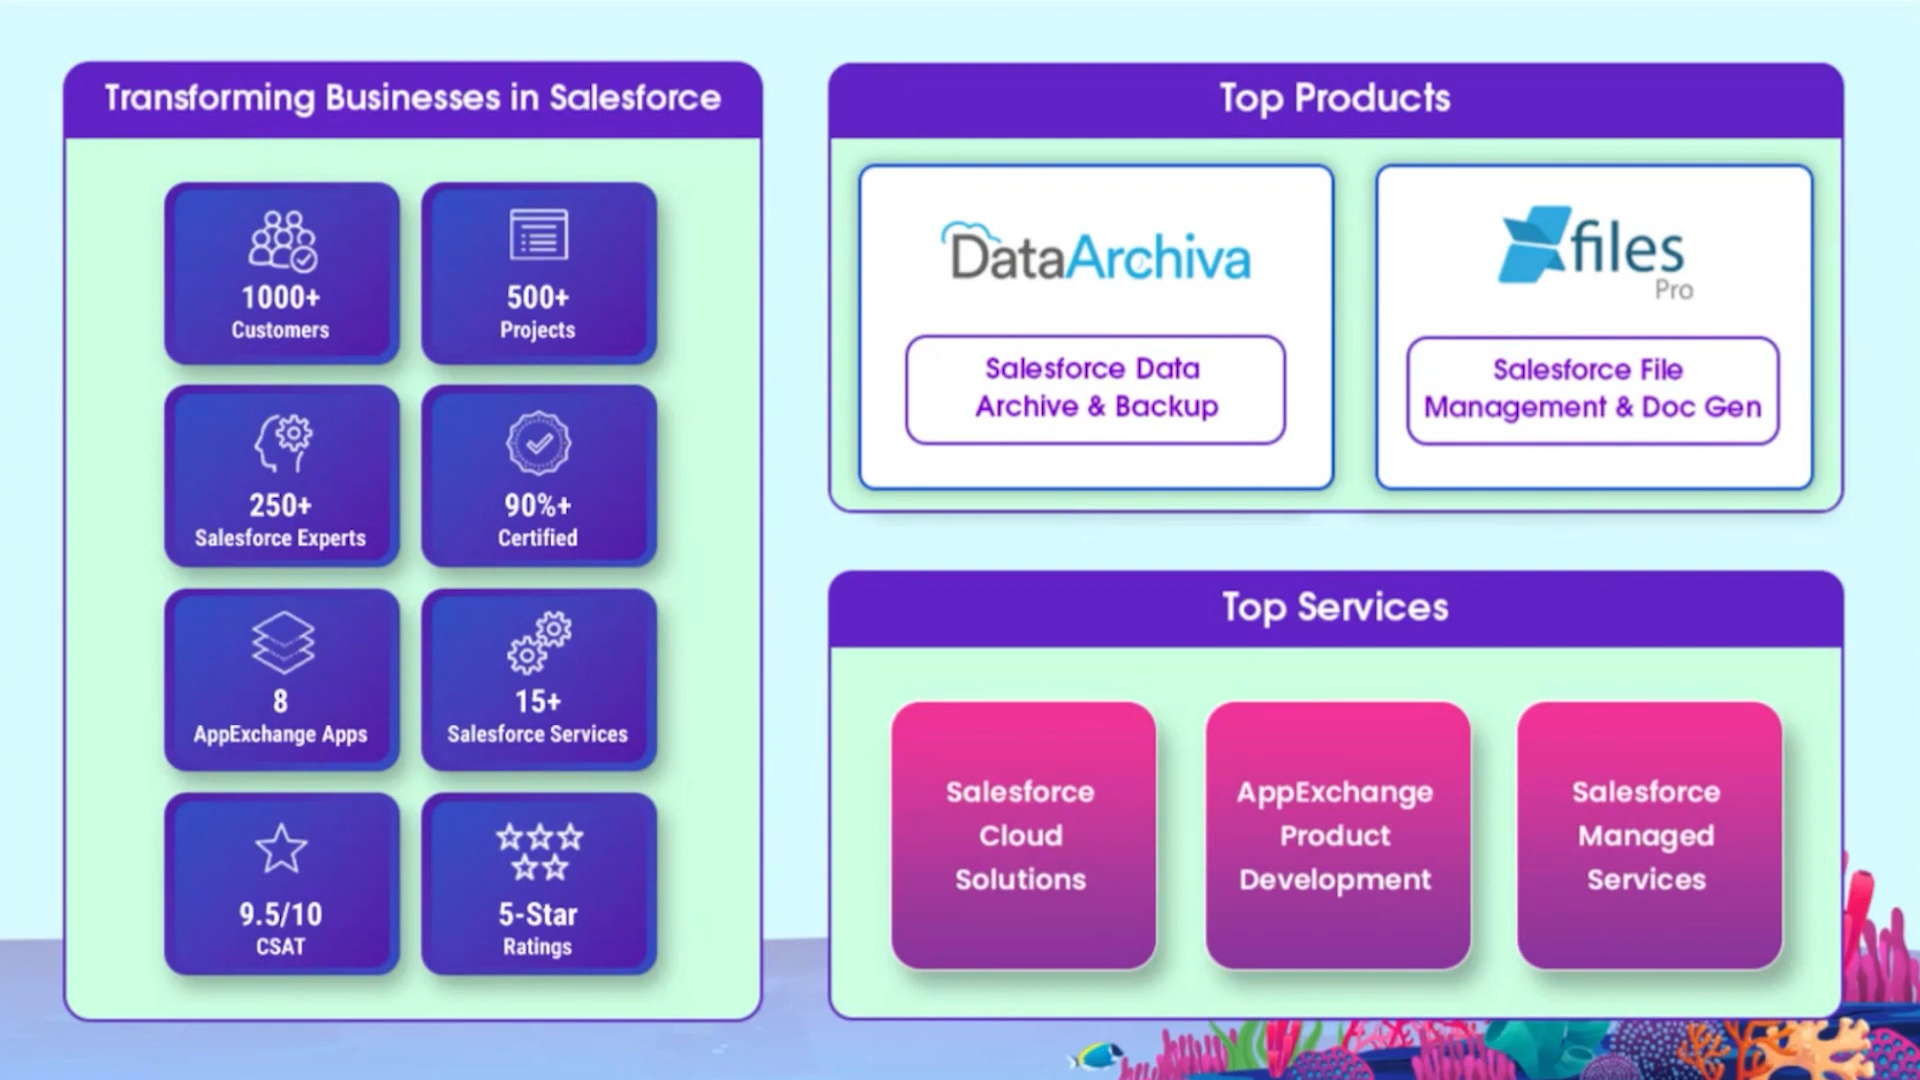 Transforming Businesses in Salesforce
1000+
Customers
500+
Projects
250+
Salesforce Experts
90%+
Certified
8
AppExchange Apps
15+
Salesforce Services
9.5/10
CSAT
5-Star
Ratings
Top Products
DataArchiva
Salesforce Data
Archive & Backup
Xfiles
Pro
Salesforce File
Management & Doc Gen
Top Services
Salesforce
Cloud
Solutions
AppExchange
Product
Development
Salesforce
Managed
Services